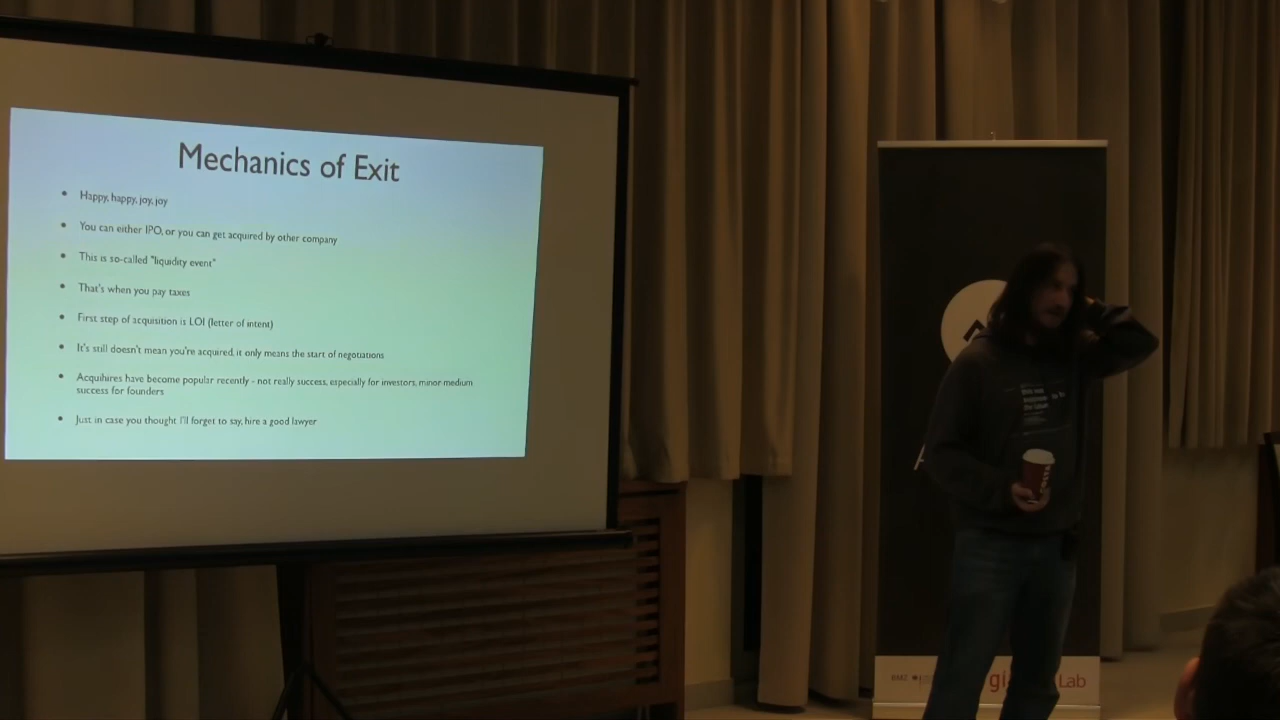 Mechanics of Exit
• Happy, happy, joy, joy
• You can either IPO, or you can get acquired by other company
• This is so-called "liquidity event"
• That's when you pay taxes
• First step of acquisition is LOI (letter of intent)
• It's still doesn't mean you're acquired, it only means the start of negotiations
• Acquihires have become popular recently - not really success, especially for investors, minor-medium
success for founders
• Just in case you thought I'll forget to say, hire a good lawyer
Lab